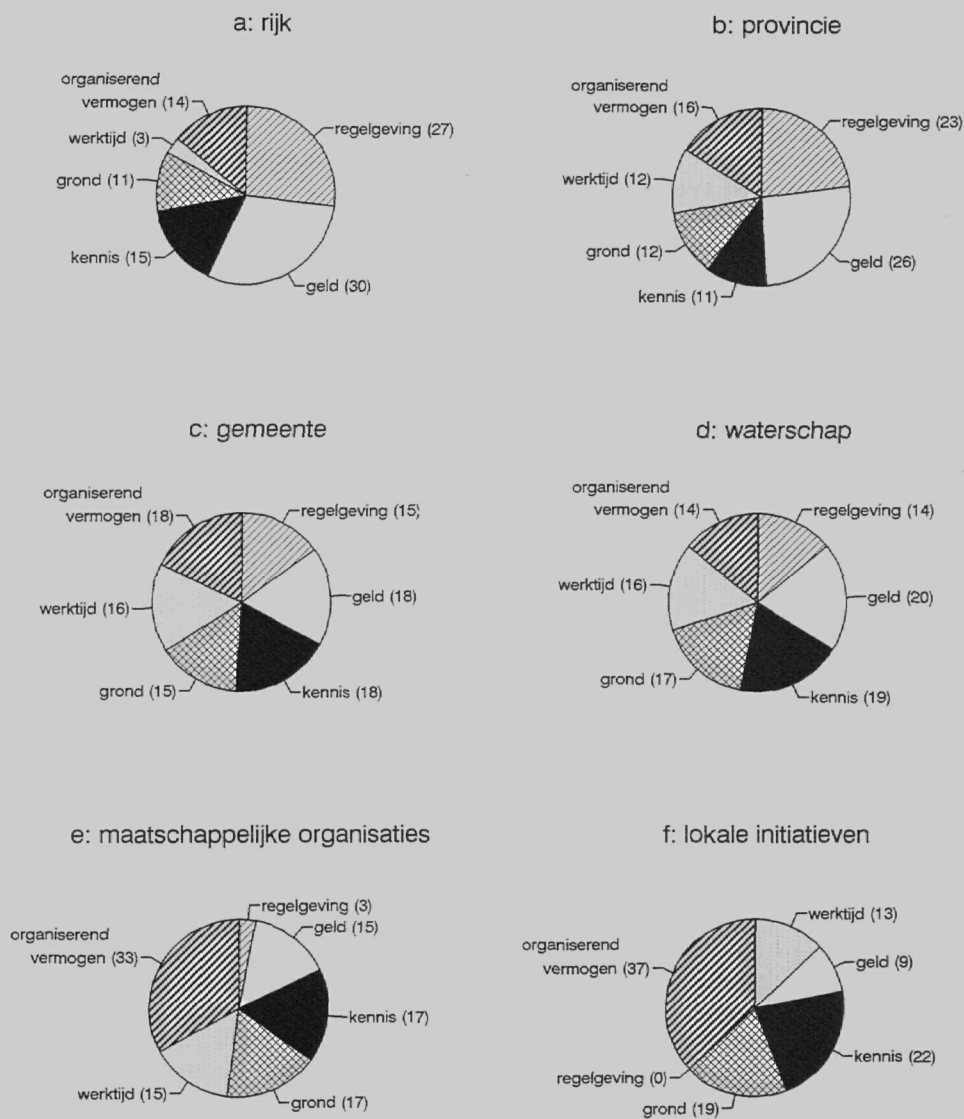 a: rijk
organiserend
vermogen (14)
regelgeving (27)
werktijd (3)
grond (11)
kennis (15)
geld (30)
b: provincie
organiserend
vermogen (16)
regelgeving (23)
werktijd (12)
grond (12)
geld (26)
kennis (11)
c: gemeente
organiserend
vermogen (18)
regelgeving (15)
werktijd (16)
geld (18)
grond (15)
kennis (18)
d: waterschap
organiserend
vermogen (14)
regelgeving (14)
werktijd (16)
geld (20)
grond (17)
kennis (19)
e: maatschappelijke organisaties
regelgeving (3)
geld (15)
organiserend
vermogen (33)
kennis (17)
werktijd (15)
grond (17)
f: lokale initiatieven
werktijd (13)
organiserend
vermogen (37)
geld (9)
kennis (22)
regelgeving (0)
grond (19)